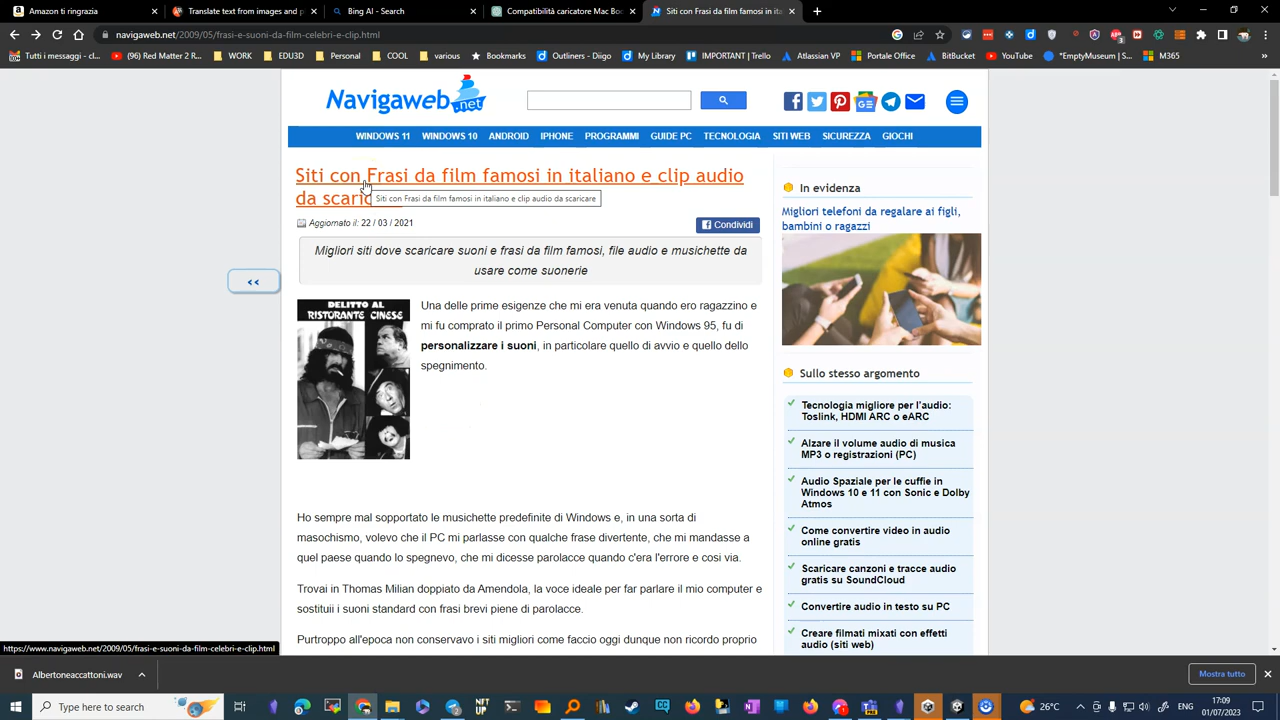 Amazon ti ringrazia
Translate text from images and p
Bing AI - Search
Compatibilità caricatore Mac Bo
Siti con Frasi da film famosi in ita
navigaweb.net/2009/05/frasi-e-suoni-da-film-celebri-e-clip.html
Tutti i messaggi - cl...
(96) Red Matter 2 R...
WORK
EXD
Personal
COOL
various
Bookmarks
Outliners - Diigo
My Library
IMPORTANT | Trello
Atlassian VP
Portale Office
BitBucket
YouTube
*EmptyMuseum | S...
M365
Navigaweb.net
WINDOWS 11
WINDOWS 10
ANDROID
IPHONE
PROGRAMMI
GUIDE PC
TECNOLOGIA
SITI WEB
SICUREZZA
GIOCHI
Siti con Frasi da film famosi in italiano e clip audio
da scaric
Siti con Frasi da film famosi in italiano e clip audio da scaricare
Aggiornato il: 22 / 03 / 2021
Condividi
Migliori siti dove scaricare suoni e frasi da film famosi, file audio e musichette da
usare come suonerie
<<
DELITTO AL
RISTORANTE CINESE
Una delle prime esigenze che mi era venuta quando ero ragazzino e
mi fu comprato il primo Personal Computer con Windows 95, fu di
personalizzare i suoni, in particolare quello di avvio e quello dello
spegnimento.
Ho sempre mal sopportato le musichette predefinite di Windows e, in una sorta di
masochismo, volevo che il PC mi parlasse con qualche frase divertente, che mi mandasse a
quel paese quando lo spegnevo, che mi dicesse parolacce quando c'era l'errore e cosi via.
Trovai in Thomas Milian doppiato da Amendola, la voce ideale per far parlare il mio computer e
sostituii i suoni standard con frasi brevi piene di parolacce.
Purtroppo all'epoca non conservavo i siti migliori come faccio oggi dunque non ricordo proprio
In evidenza
Migliori telefoni da regalare ai figli,
bambini o ragazzi
Sullo stesso argomento
Tecnologia migliore per l'audio:
Toslink, HDMI ARC o eARC
Alzare il volume audio di musica
MP3 o registrazioni (PC)
Audio Spaziale per le cuffie in
Windows 10 e 11 con Sonic e Dolby
Atmos
Come convertire video in audio
online gratis
Scaricare canzoni e tracce audio
gratis su SoundCloud
Convertire audio in testo su PC
Creare filmati mixati con effetti
audio (siti web)
https://www.navigaweb.net/2009/05/frasi-e-suoni-da-film-celebri-e-clip.html
Albertoneaccattoni.wav
Mostra tutto
Type here to search
NFT
UP
26°C
ENG
17:09
01/07/2023